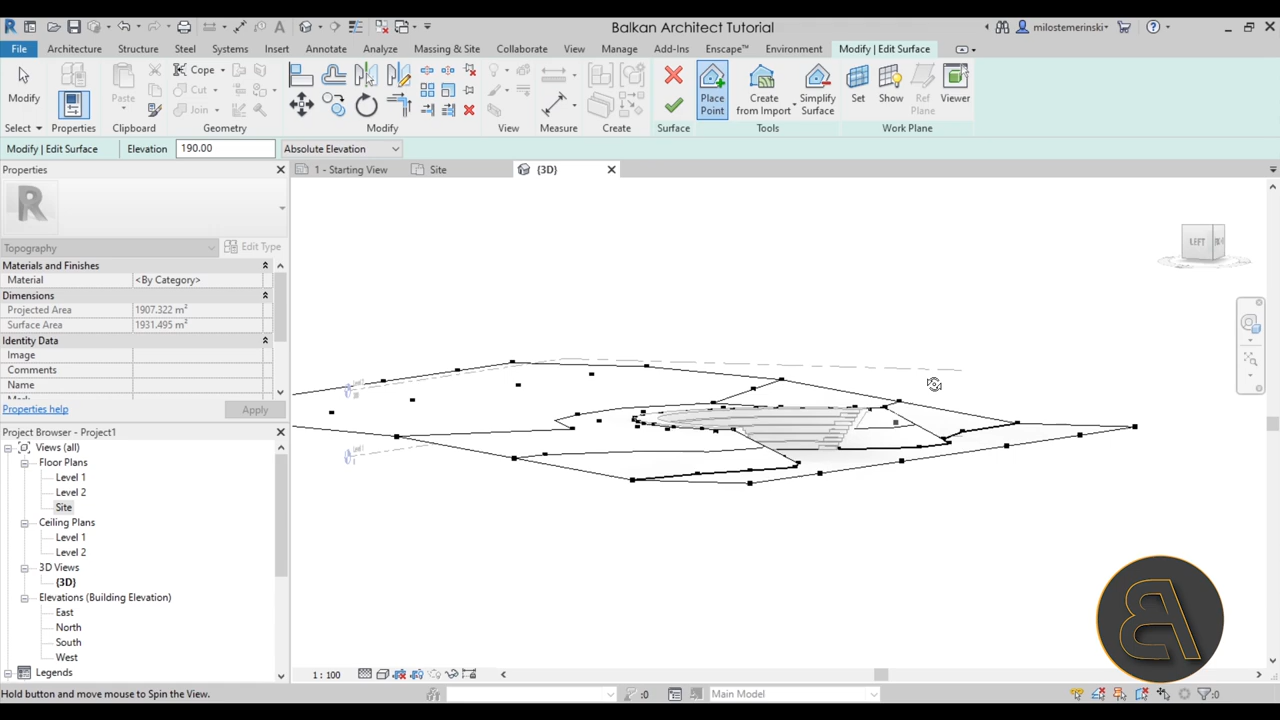 Balkan Architect Tutorial
milostemerinski
File Architecture Structure Steel Systems Insert Annotate Analyze Massing & Site Collaborate View Manage Add-Ins Enscape™ Environment Modify | Edit Surface
Modify
Paste
Cope
Cut
Join
Place Point
Create from Import
Simplify Surface
Set
Show
Ref Plane
Viewer
Select Properties Clipboard Geometry Modify View Measure Create Surface Tools Work Plane
Modify | Edit Surface Elevation 190.00 Absolute Elevation
Properties
1 - Starting View Site {3D}
Topography Edit Type
Materials and Finishes
Material <By Category>
Dimensions
Projected Area 1907.322 m²
Surface Area 1931.495 m²
Identity Data
Image
Comments
Name
Properties help Apply
Project Browser - Project1
Views (all)
Floor Plans
Level 1
Level 2
Site
Ceiling Plans
Level 1
Level 2
3D Views
{3D}
Elevations (Building Elevation)
East
North
South
West
Legends
LEFT
1 : 100
Hold button and move mouse to Spin the View.
:0
Main Model
:0